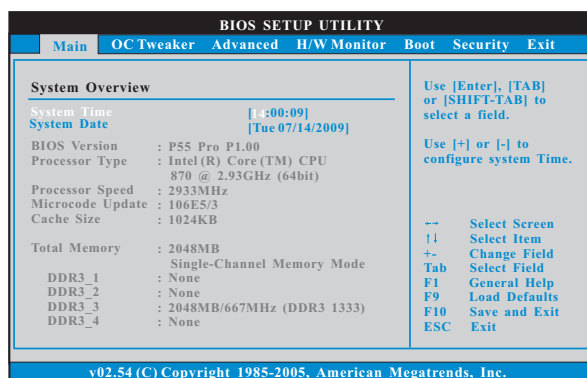 BIOS SETUP UTILITY
Main OC Tweaker Advanced H/W Monitor Boot Security Exit
System Overview
System Time [14:00:09]
System Date [Tue 07/14/2009]
BIOS Version : P55 Pro P1.00
Processor Type : Intel (R) Core (TM) CPU
870 @ 2.93GHz (64bit)
Processor Speed : 2933MHz
Microcode Update : 106E5/3
Cache Size : 1024KB
Total Memory : 2048MB
Single-Channel Memory Mode
DDR3_1 : None
DDR3_2 : None
DDR3_3 : 2048MB/667MHz (DDR3 1333)
DDR3_4 : None
Use [Enter], [TAB]
or [SHIFT-TAB] to
select a field.
Use [+] or [-] to
configure system Time.
←→ Select Screen
↑↓ Select Item
+- Change Field
Tab Select Field
F1 General Help
F9 Load Defaults
F10 Save and Exit
ESC Exit
v02.54 (C) Copyright 1985-2005, American Megatrends, Inc.